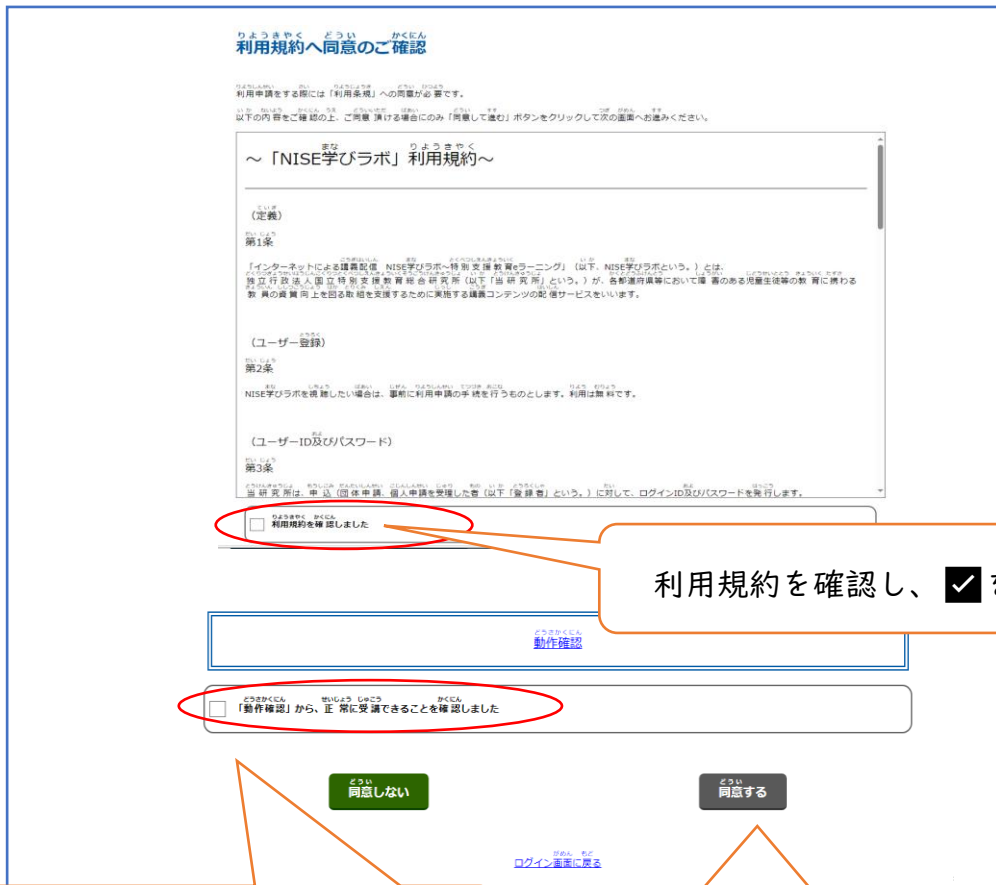 利用規約へ同意のご確認
利用申請をする際には「利用条規」への同意が必要です。
以下の内容をご確認の上、ご同意頂ける場合にのみ「同意して進む」ボタンをクリックして次の画面へお進みください。
～「NISE学びラボ」利用規約～
（定義）
第1条
「インターネットによる講義配信 NISE学びラボ～特別支援教育eラーニング」（以下、NISE学びラボという。）とは、
独立行政法人国立特別支援教育総合研究所（以下「当研究所」という。）が、各都道府県等において障害のある児童生徒等の教育に携わる
教員の資質向上を図る取組を支援するために実施する講義コンテンツの配信サービスをいいます。
（ユーザー登録）
第2条
NISE学びラボを視聴したい場合は、事前に利用申請の手続を行うものとします。利用は無料です。
（ユーザーID及びパスワード）
第3条
当研究所は、申込（団体申請、個人申請を受理した者（以下「登録者」という。）に対して、ログインID及びパスワードを発行します。
利用規約を確認しました
利用規約を確認し、✓を
動作確認
「動作確認」から、正常に受講できることを確認しました
同意しない 同意する
ログイン画面に戻る